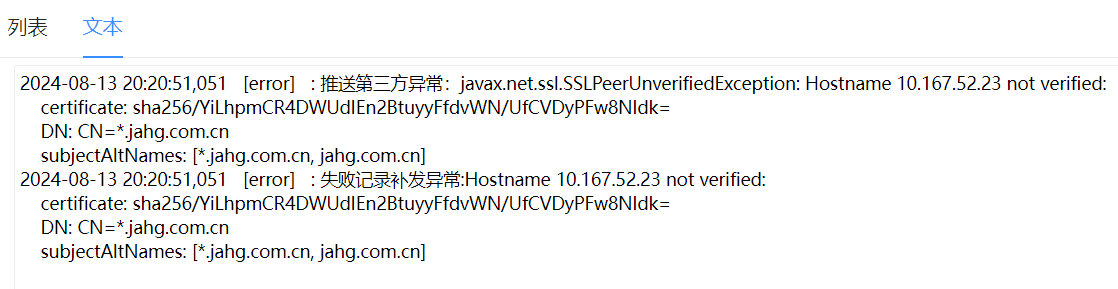 列表 文本
2024-08-13 20:20:51,051 [error] : 推送第三方异常：javax.net.ssl.SSLPeerUnverifiedException: Hostname 10.167.52.23 not verified:
certificate: sha256/YiLhpmCR4DWUdIEn2BtuyyFfdvWN/UfCVDyPFw8NIdk=
DN: CN=*.jahg.com.cn
subjectAltNames: [*.jahg.com.cn, jahg.com.cn]
2024-08-13 20:20:51,051 [error] : 失败记录补发异常:Hostname 10.167.52.23 not verified:
certificate: sha256/YiLhpmCR4DWUdIEn2BtuyyFfdvWN/UfCVDyPFw8NIdk=
DN: CN=*.jahg.com.cn
subjectAltNames: [*.jahg.com.cn, jahg.com.cn]